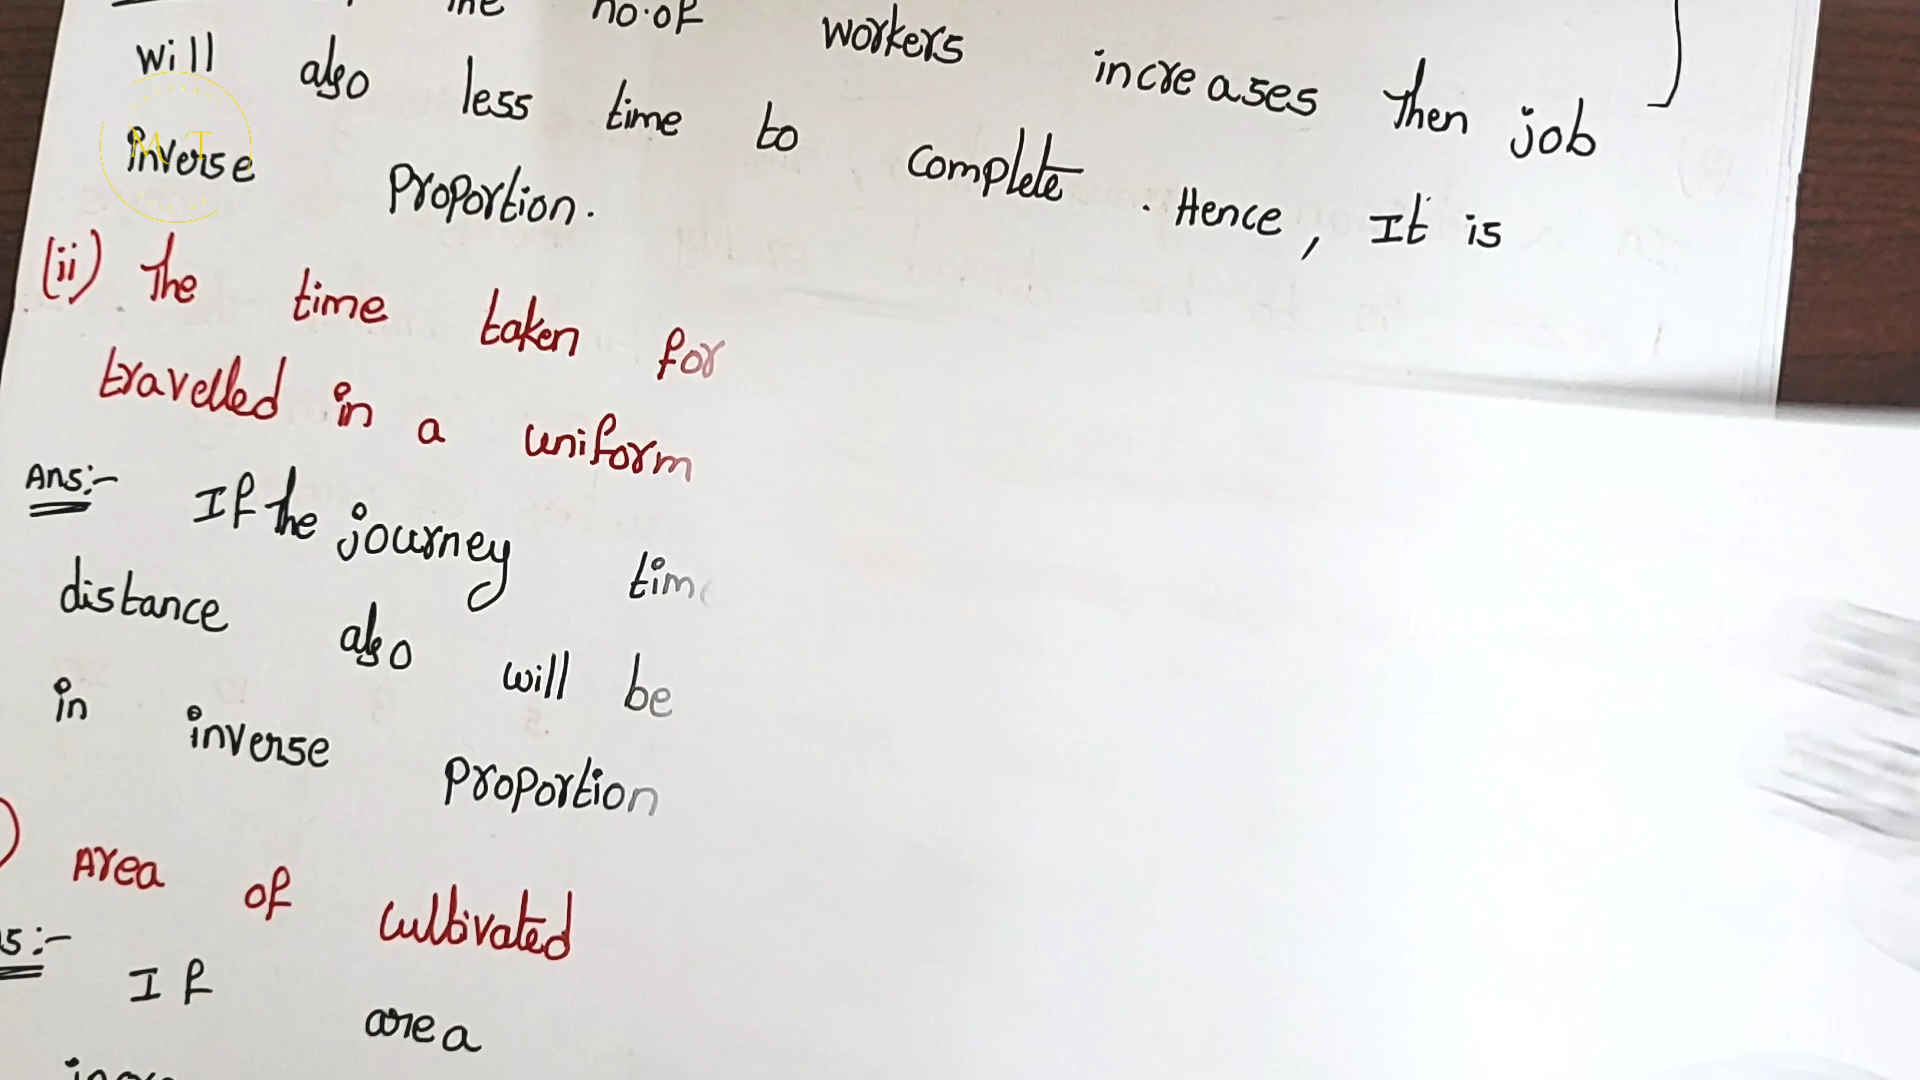 the no.of workers increases then job
will also less time to complete. Hence, It is
inverse proportion.
(ii) The time taken for
travelled in a uniform
Ans:- If the journey time
distance also will be
in inverse proportion
Area of cultivated
If area
M T